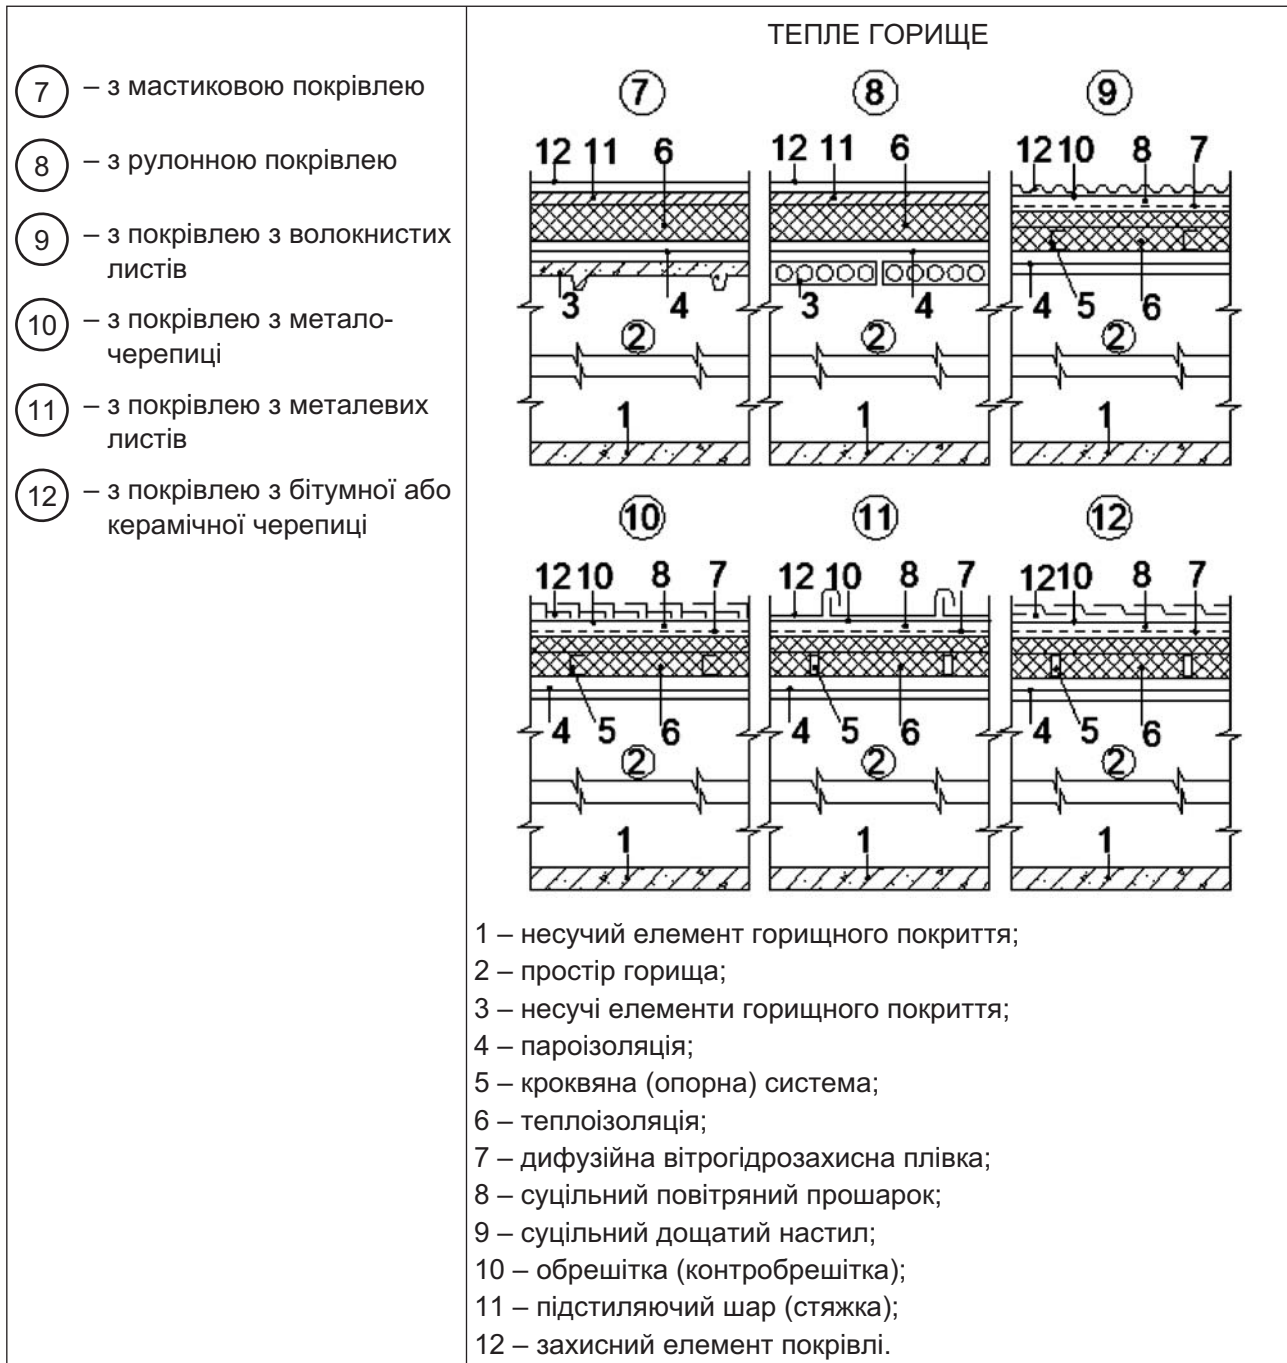 ТЕПЛЕ ГОРИЩЕ
7 – з мастиковою покрівлею
8 – з рулонною покрівлею
9 – з покрівлею з волокнистих
листів
10 – з покрівлею з метало-
черепиці
11 – з покрівлею з металевих
листів
12 – з покрівлею з бітумної або
керамічної черепиці
7 8 9
12 11 6 12 11 6 12 10 8 7
3 4 3 4 4 5 6
2 2 2
1 1 1
10 11 12
12 10 8 7 12 10 8 7 12 10 8 7
4 5 6 4 5 6 4 5 6
2 2 2
1 1 1
1 – несучий елемент горищного покриття;
2 – простір горища;
3 – несучі елементи горищного покриття;
4 – пароізоляція;
5 – кроквяна (опорна) система;
6 – теплоізоляція;
7 – дифузійна вітрогідрозахисна плівка;
8 – суцільний повітряний прошарок;
9 – суцільний дощатий настил;
10 – обрешітка (контробрешітка);
11 – підстиляючий шар (стяжка);
12 – захисний елемент покрівлі.